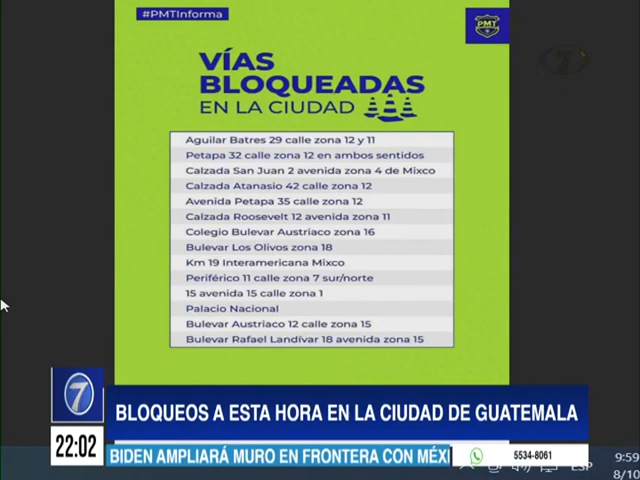 #PMTInforma
PMT
7
VÍAS
BLOQUEADAS
EN LA CIUDAD
Aguilar Batres 29 calle zona 12 y 11
Petapa 32 calle zona 12 en ambos sentidos
Calzada San Juan 2 avenida zona 4 de Mixco
Calzada Atanasio 42 calle zona 12
Avenida Petapa 35 calle zona 12
Calzada Roosevelt 12 avenida zona 11
Colegio Bulevar Austriaco zona 16
Bulevar Los Olivos zona 18
Km 19 Interamericana Mixco
Periférico 11 calle zona 7 sur/norte
15 avenida 15 calle zona 1
Palacio Nacional
Bulevar Austriaco 12 calle zona 15
Bulevar Rafael Landívar 18 avenida zona 15
7
BLOQUEOS A ESTA HORA EN LA CIUDAD DE GUATEMALA
22:02
BIDEN AMPLIARÁ MURO EN FRONTERA CON MÉXI
5534-8061
ESP
9:59
8/10